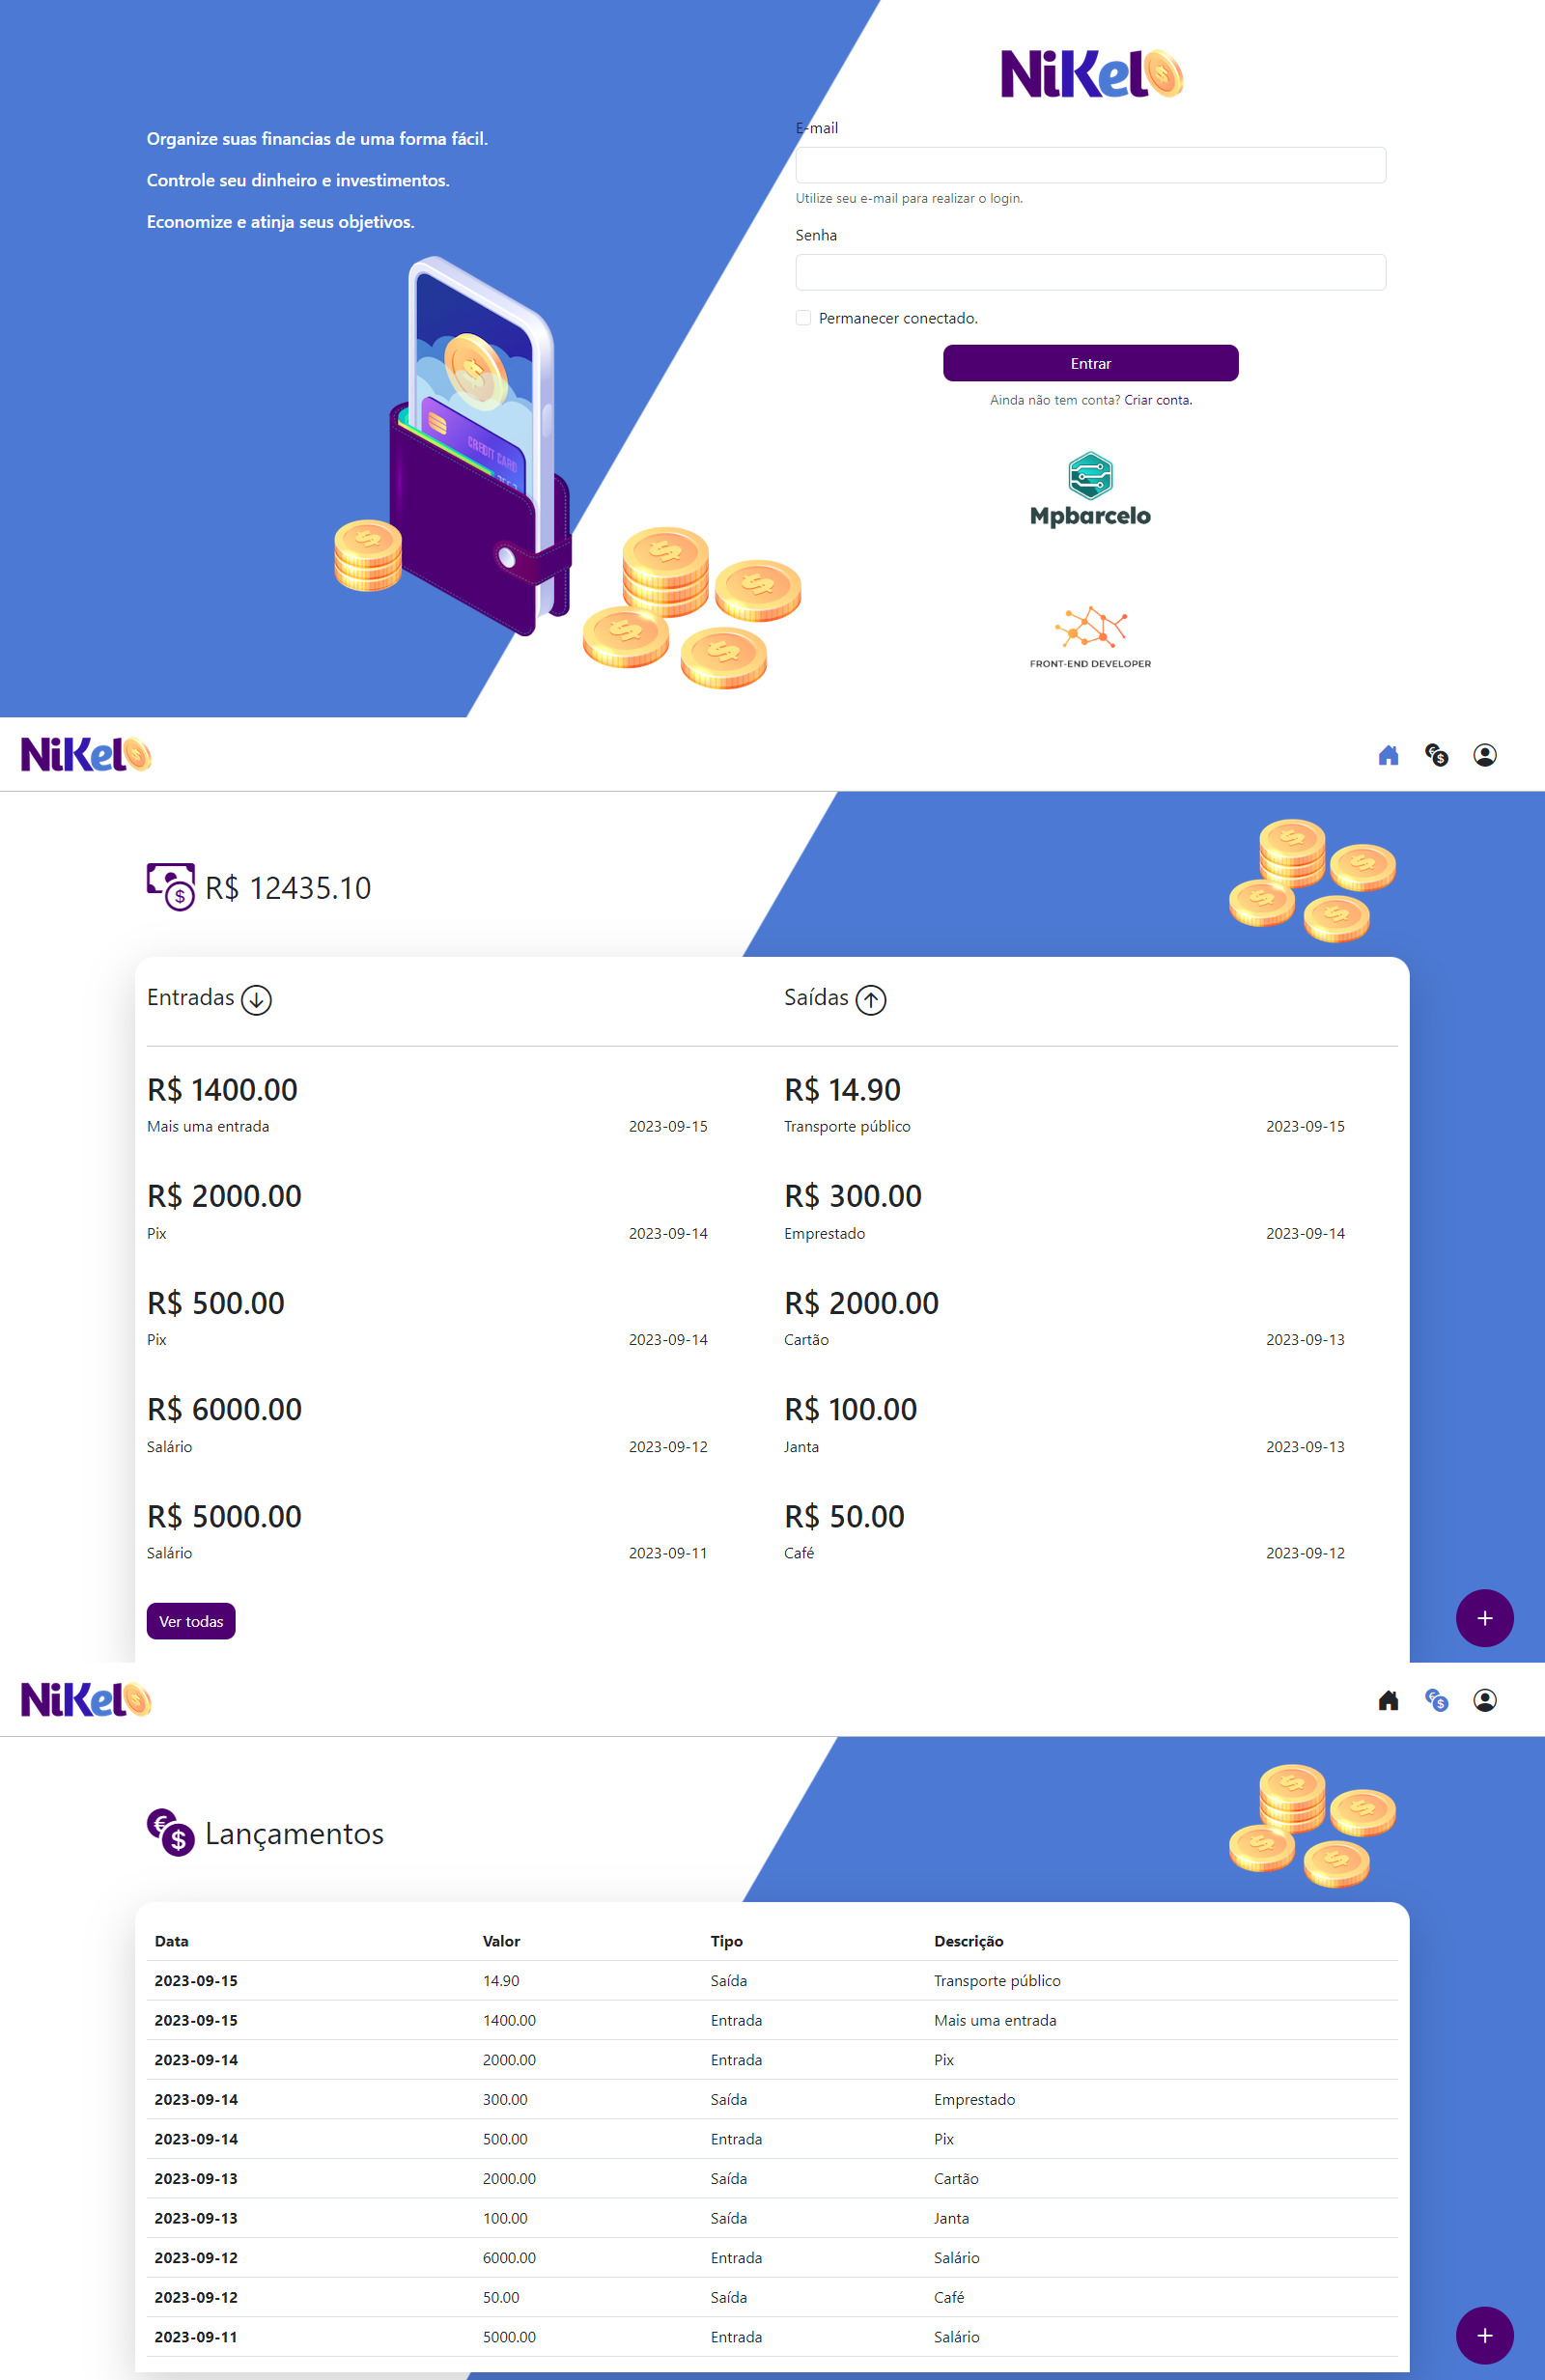 NiKel
Organize suas financias de uma forma fácil.
Controle seu dinheiro e investimentos.
Economize e atinja seus objetivos.
CREDIT CARD
E-mail
Utilize seu e-mail para realizar o login.
Senha
Permanecer conectado.
Entrar
Ainda não tem conta? Criar conta.
Mpbarcelo
FRONT-END DEVELOPER
NiKel
R$ 12435.10
Entradas
Saídas
R$ 1400.00
Mais uma entrada 2023-09-15
R$ 14.90
Transporte público 2023-09-15
R$ 2000.00
Pix 2023-09-14
R$ 300.00
Emprestado 2023-09-14
R$ 500.00
Pix 2023-09-14
R$ 2000.00
Cartão 2023-09-13
R$ 6000.00
Salário 2023-09-12
R$ 100.00
Janta 2023-09-13
R$ 5000.00
Salário 2023-09-11
R$ 50.00
Café 2023-09-12
Ver todas
+
NiKel
Lançamentos
Data Valor Tipo Descrição
2023-09-15 14.90 Saída Transporte público
2023-09-15 1400.00 Entrada Mais uma entrada
2023-09-14 2000.00 Entrada Pix
2023-09-14 300.00 Saída Emprestado
2023-09-14 500.00 Entrada Pix
2023-09-13 2000.00 Saída Cartão
2023-09-13 100.00 Saída Janta
2023-09-12 6000.00 Entrada Salário
2023-09-12 50.00 Saída Café
2023-09-11 5000.00 Entrada Salário
+